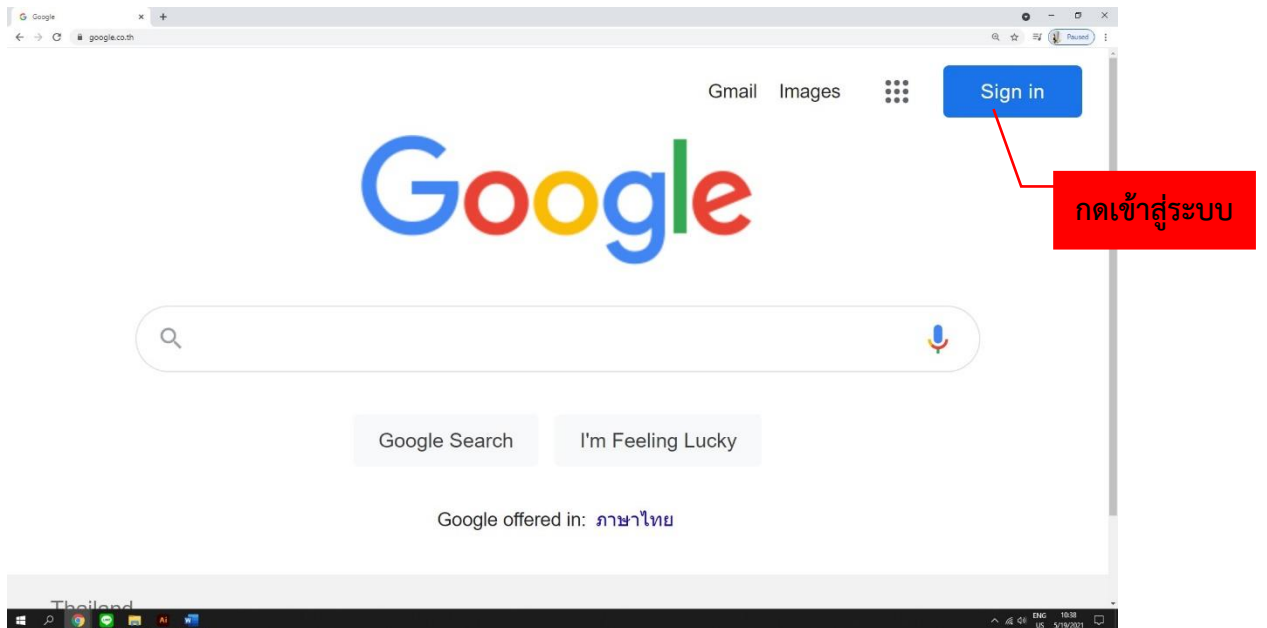 Google
google.co.th
Paused
Gmail Images
Sign in
Google
กดเข้าสู่ระบบ
Google Search
I'm Feeling Lucky
Google offered in: ภาษาไทย
Thailand
Ai
W
ENG
US
10:38
5/19/2021